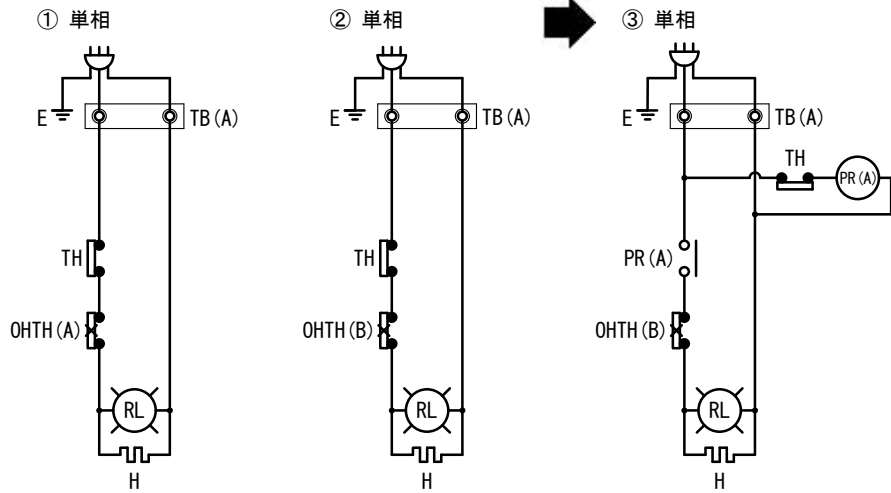 ① 単相
E
TB(A)
TH
OHTH(A)
RL
H
② 単相
E
TB(A)
TH
OHTH(B)
RL
H
③ 単相
E
TB(A)
TH
PR(A)
PR(A)
OHTH(B)
RL
H